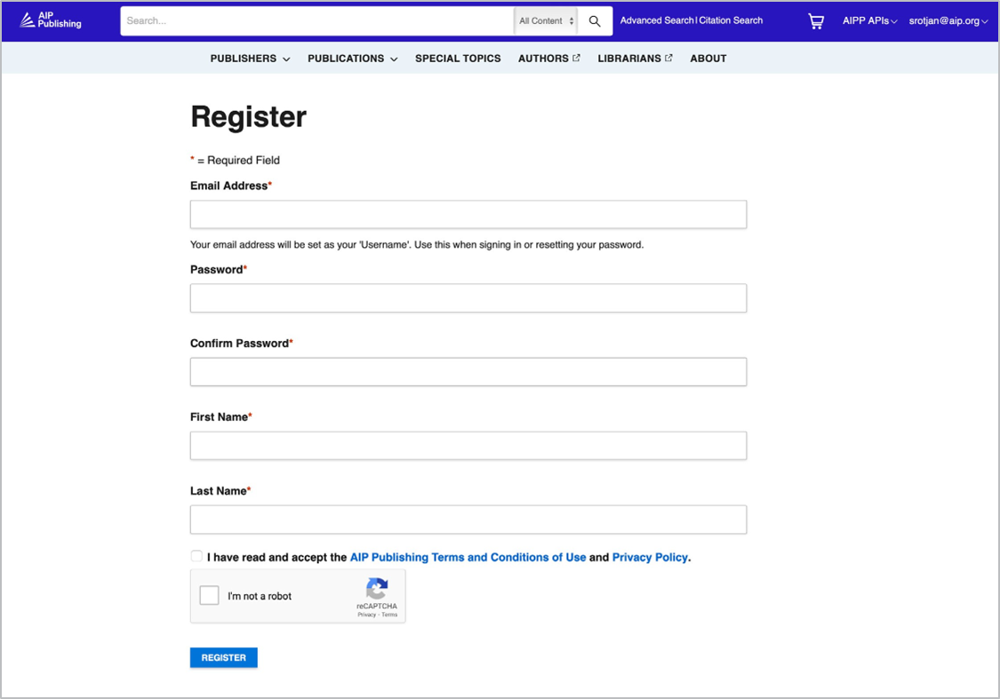 AIP
Publishing
Search...
All Content
Advanced Search | Citation Search
AIPP APIs
srotjan@aip.org
PUBLISHERS
PUBLICATIONS
SPECIAL TOPICS
AUTHORS
LIBRARIANS
ABOUT
Register
* = Required Field
Email Address*
Your email address will be set as your 'Username'. Use this when signing in or resetting your password.
Password*
Confirm Password*
First Name*
Last Name*
I have read and accept the AIP Publishing Terms and Conditions of Use and Privacy Policy.
I'm not a robot
reCAPTCHA
Privacy - Terms
REGISTER